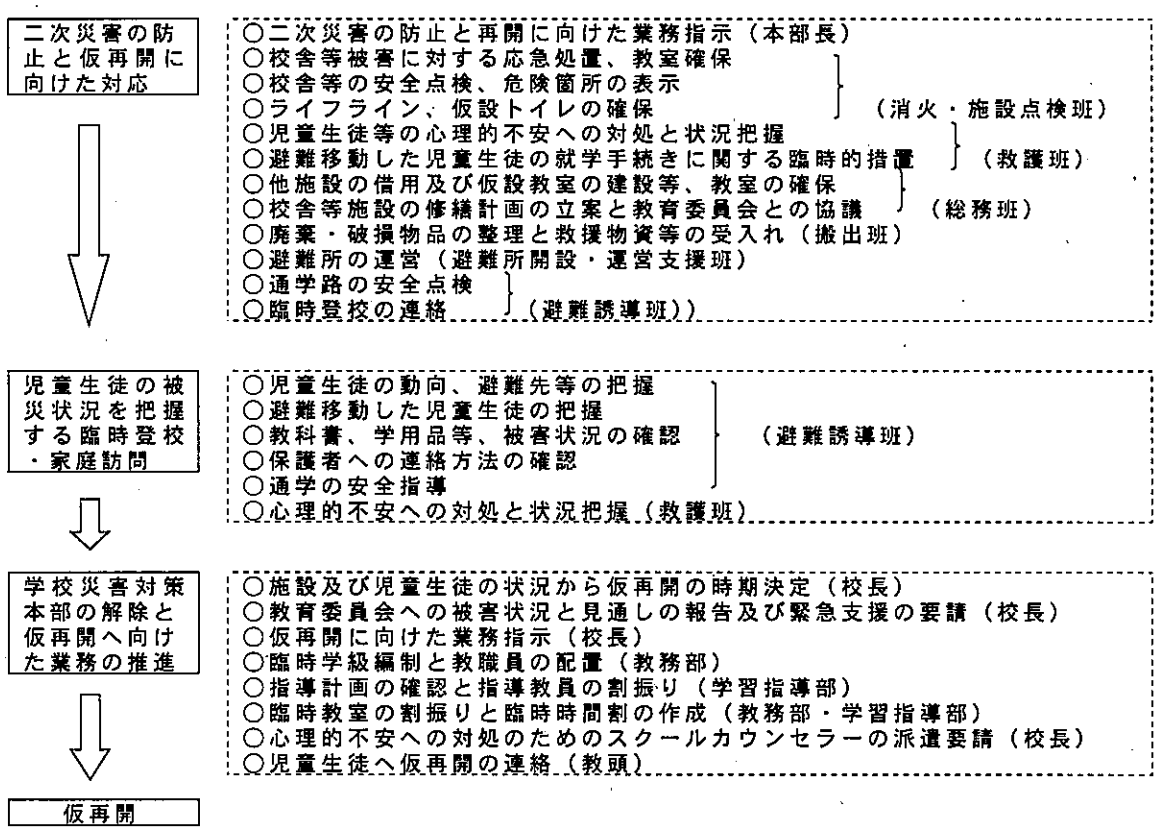 二次災害の防
止と仮再開に
向けた対応
○二次災害の防止と再開に向けた業務指示（本部長）
○校舎等被害に対する応急処置、教室確保
○校舎等の安全点検、危険箇所の表示
○ライフライン、仮設トイレの確保　（消火・施設点検班）
○児童生徒等の心理的不安への対処と状況把握
○避難移動した児童生徒の就学手続きに関する臨時的措置　（救護班）
○他施設の借用及び仮設教室の建設等、教室の確保
○校舎等施設の修繕計画の立案と教育委員会との協議　（総務班）
○廃棄・破損物品の整理と救援物資等の受入れ（搬出班）
○避難所の運営（避難所開設・運営支援班）
○通学路の安全点検
○臨時登校の連絡　（避難誘導班））
児童生徒の被
災状況を把握
する臨時登校
・家庭訪問
○児童生徒の動向、避難先等の把握
○避難移動した児童生徒の把握
○教科書、学用品等、被害状況の確認　（避難誘導班）
○保護者への連絡方法の確認
○通学の安全指導
○心理的不安への対処と状況把握（救護班）
学校災害対策
本部の解除と
仮再開へ向け
た業務の推進
○施設及び児童生徒の状況から仮再開の時期決定（校長）
○教育委員会への被害状況と見通しの報告及び緊急支援の要請（校長）
○仮再開に向けた業務指示（校長）
○臨時学級編制と教職員の配置（教務部）
○指導計画の確認と指導教員の割振り（学習指導部）
○臨時教室の割振りと臨時時間割の作成（教務部・学習指導部）
○心理的不安への対処のためのスクールカウンセラーの派遣要請（校長）
○児童生徒へ仮再開の連絡（教頭）
仮再開